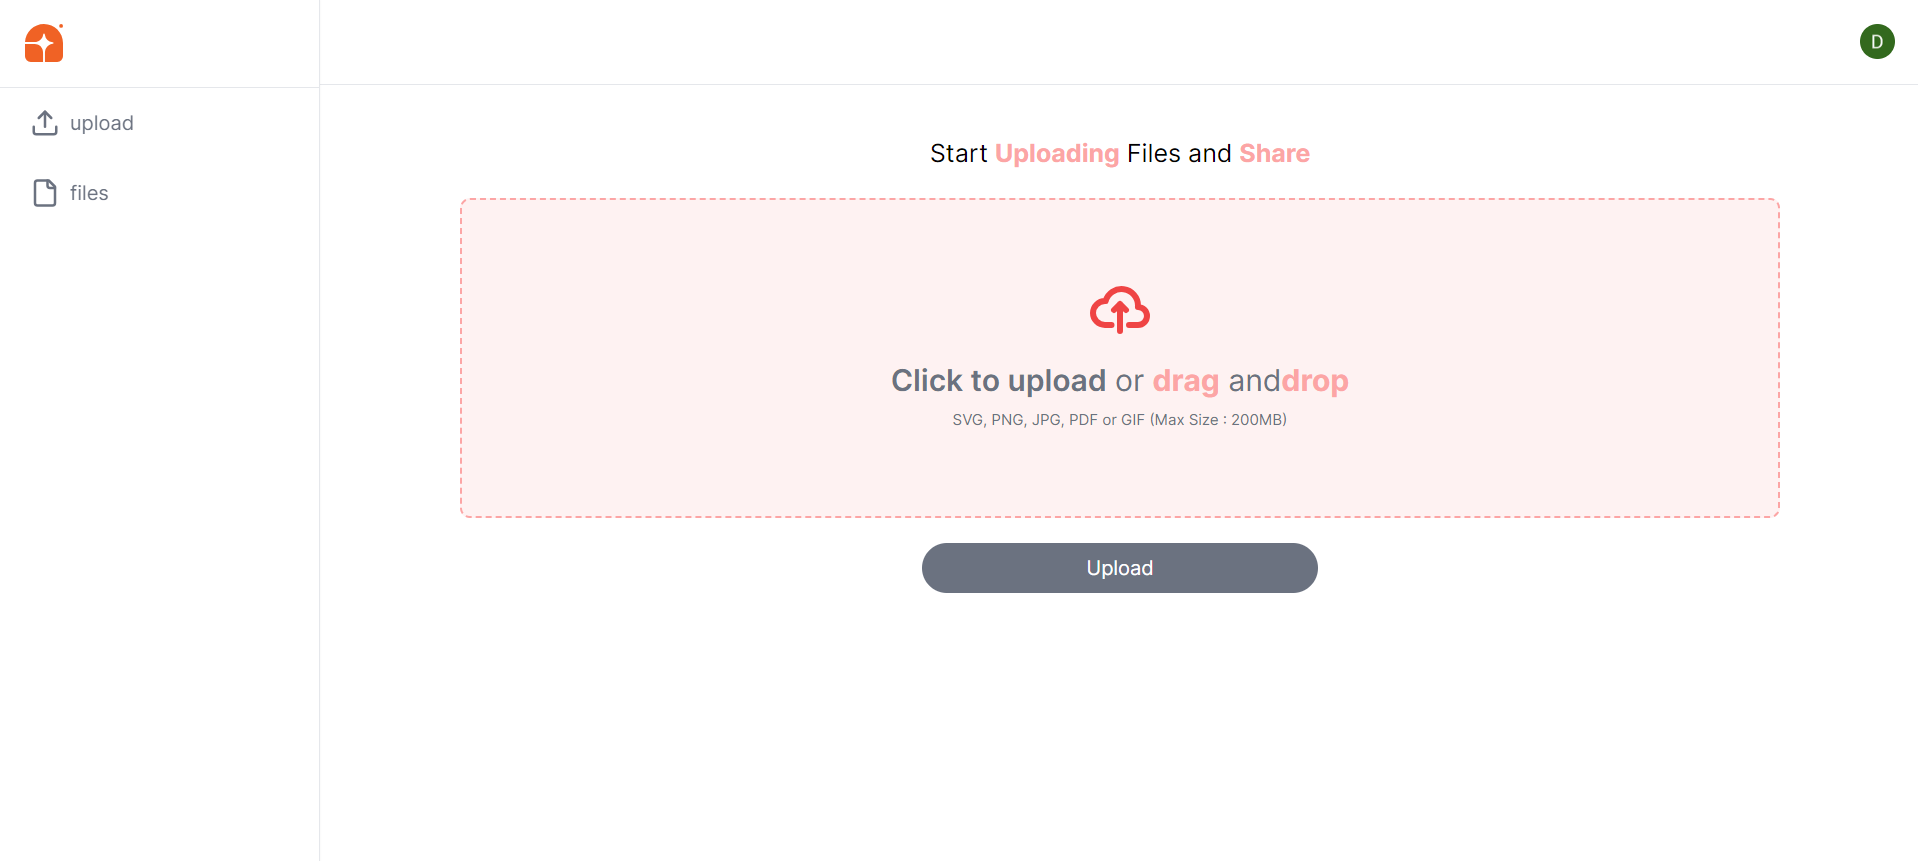 D
upload
files
Start Uploading Files and Share
Click to upload or drag anddrop
SVG, PNG, JPG, PDF or GIF (Max Size : 200MB)
Upload